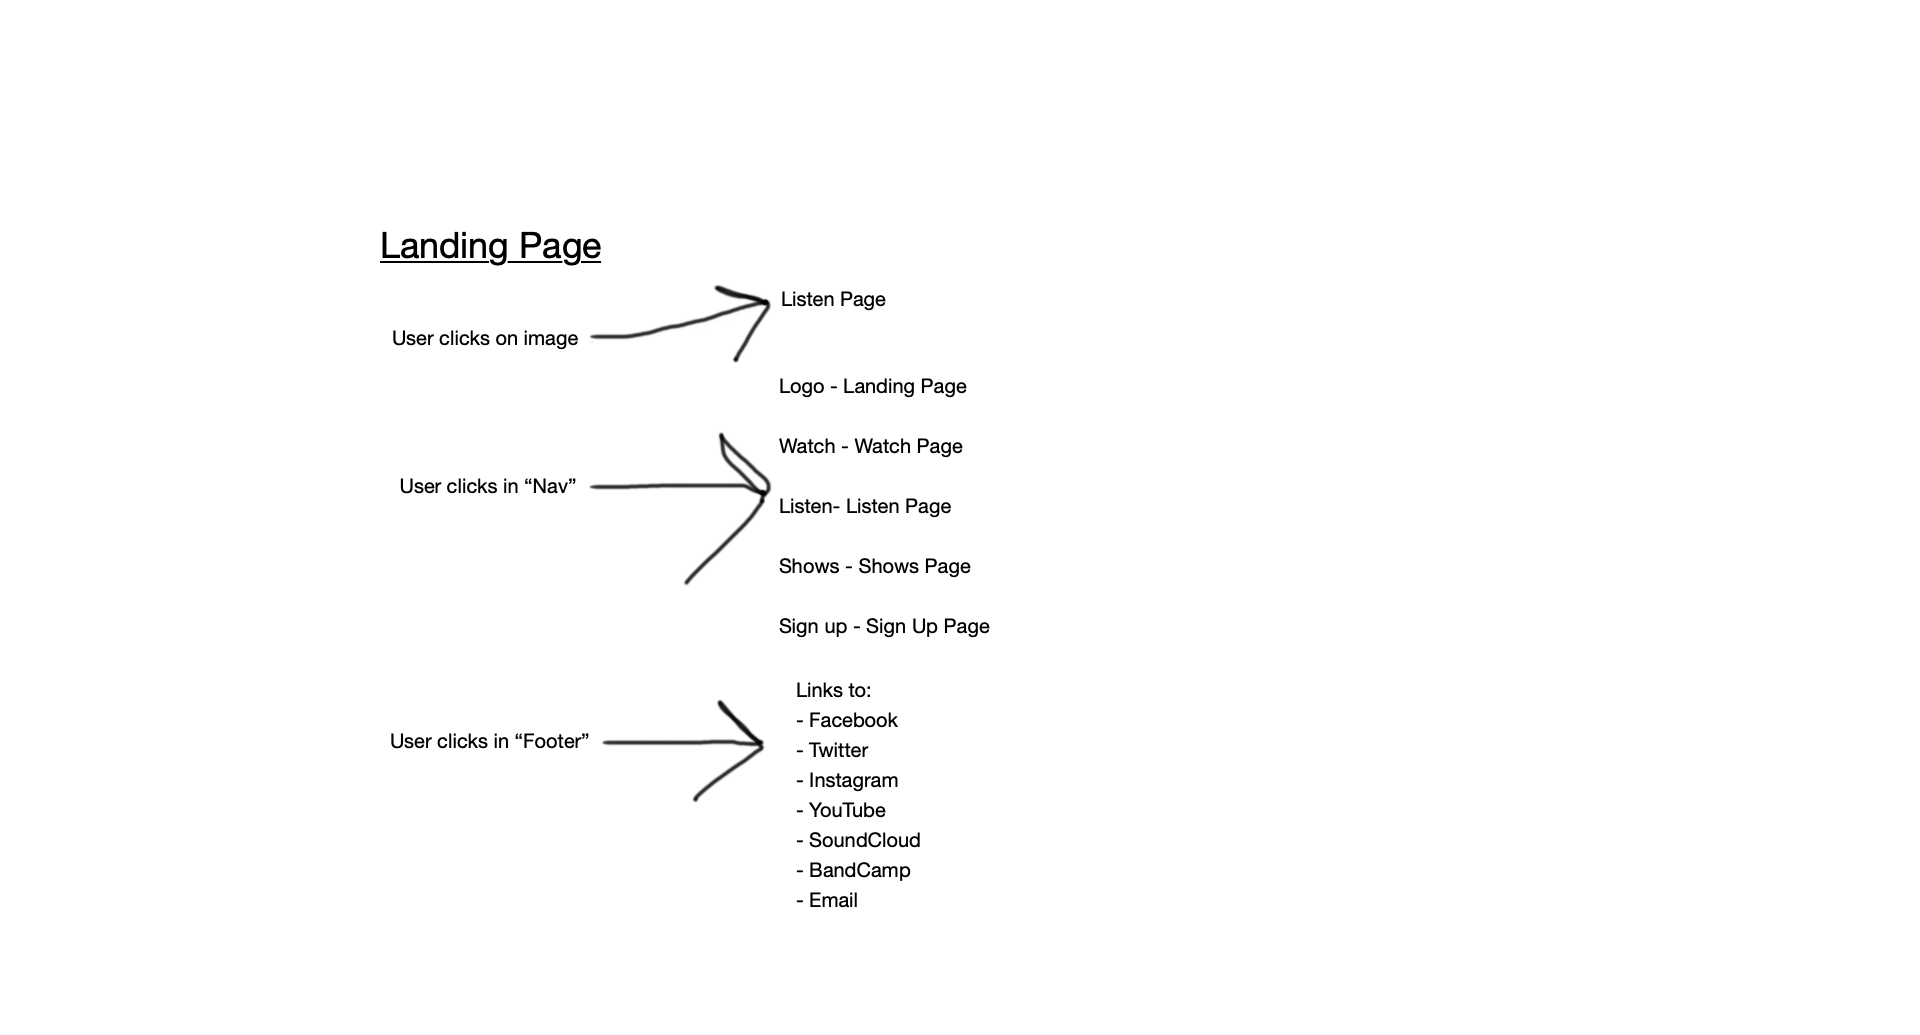 Landing Page
User clicks on image
Listen Page
User clicks in “Nav”
Logo - Landing Page
Watch - Watch Page
Listen- Listen Page
Shows - Shows Page
Sign up - Sign Up Page
User clicks in “Footer”
Links to:
- Facebook
- Twitter
- Instagram
- YouTube
- SoundCloud
- BandCamp
- Email